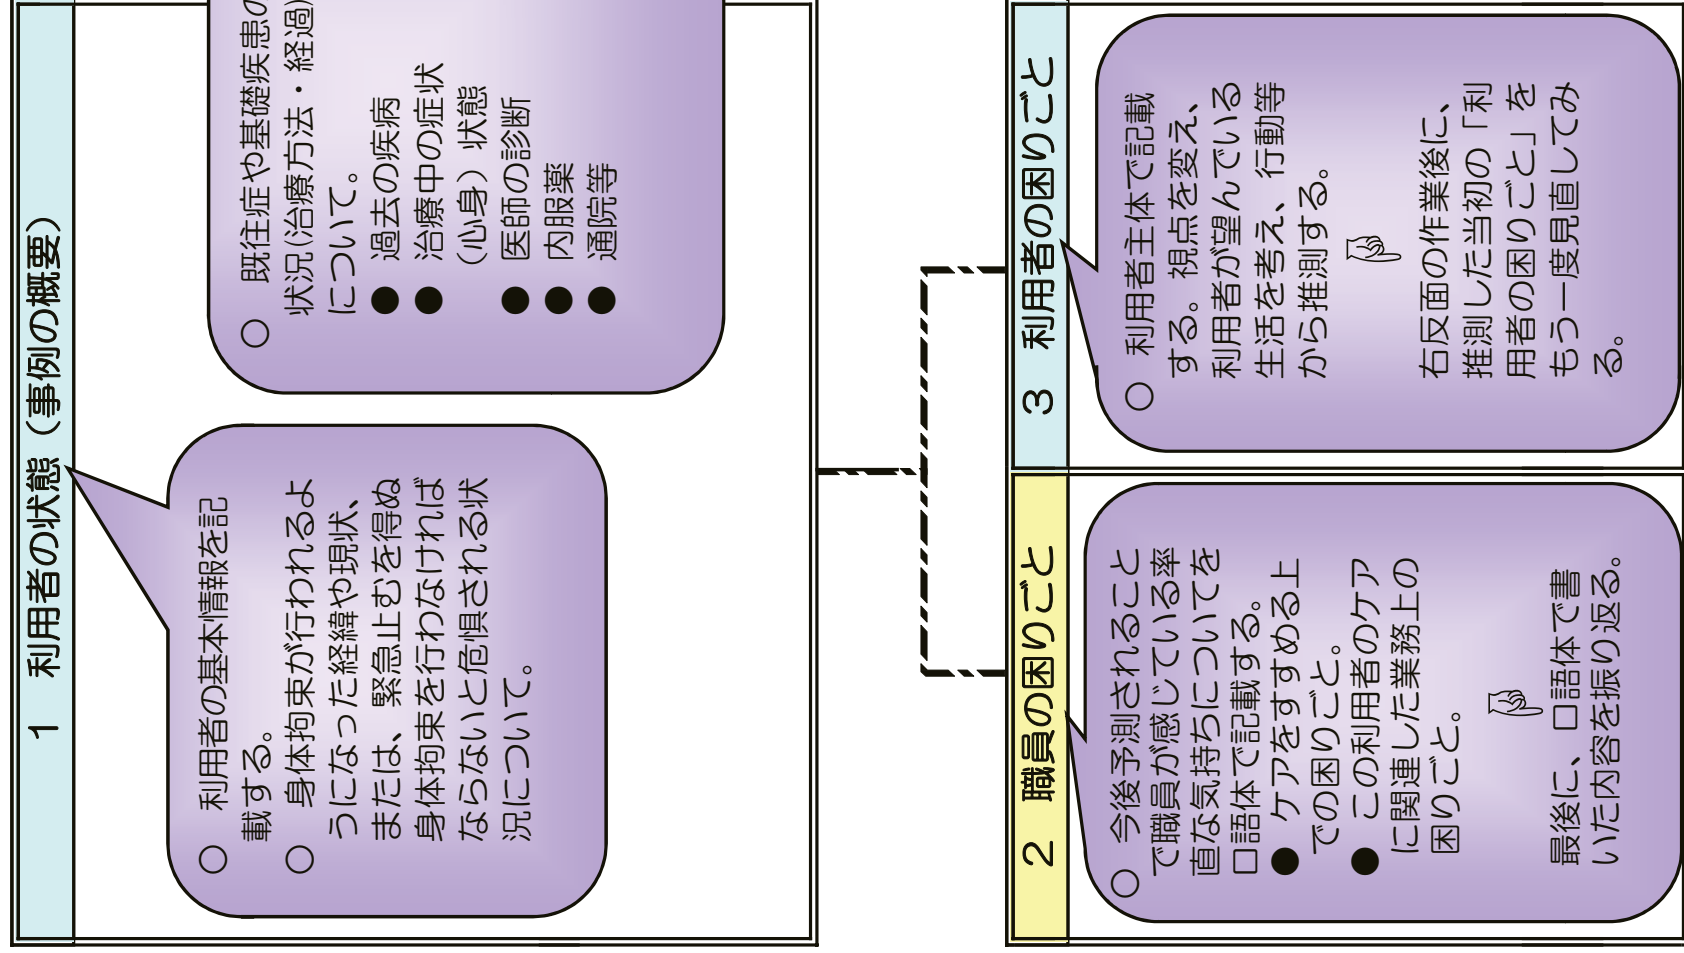 1　利用者の状態（事例の概要）
○　利用者の基本情報を記
載する。
○　身体拘束が行われるよ
うになった経緯や現状、
または、緊急止むを得ぬ
身体拘束を行わなければ
ならないと危惧される状
況について。
○　既往症や基礎疾患の
状況(治療方法・経過)
について。
●　過去の疾病
●　治療中の症状
（心身）状態
●　医師の診断
●　内服薬
●　通院等
2　職員の困りごと
○　今後予測されること
で職員が感じている率
直な気持ちについてを
口語体で記載する。
●　ケアをすすめる上
での困りごと。
●　この利用者のケア
に関連した業務上の
困りごと。
☞
最後に、口語体で書
いた内容を振り返る。
3　利用者の困りごと
○　利用者主体で記載
する。視点を変え、
利用者が望んでいる
生活を考え、行動等
から推測する。
☞
右反面の作業後に、
推測した当初の「利
用者の困りごと」を
もう一度見直してみ
る。